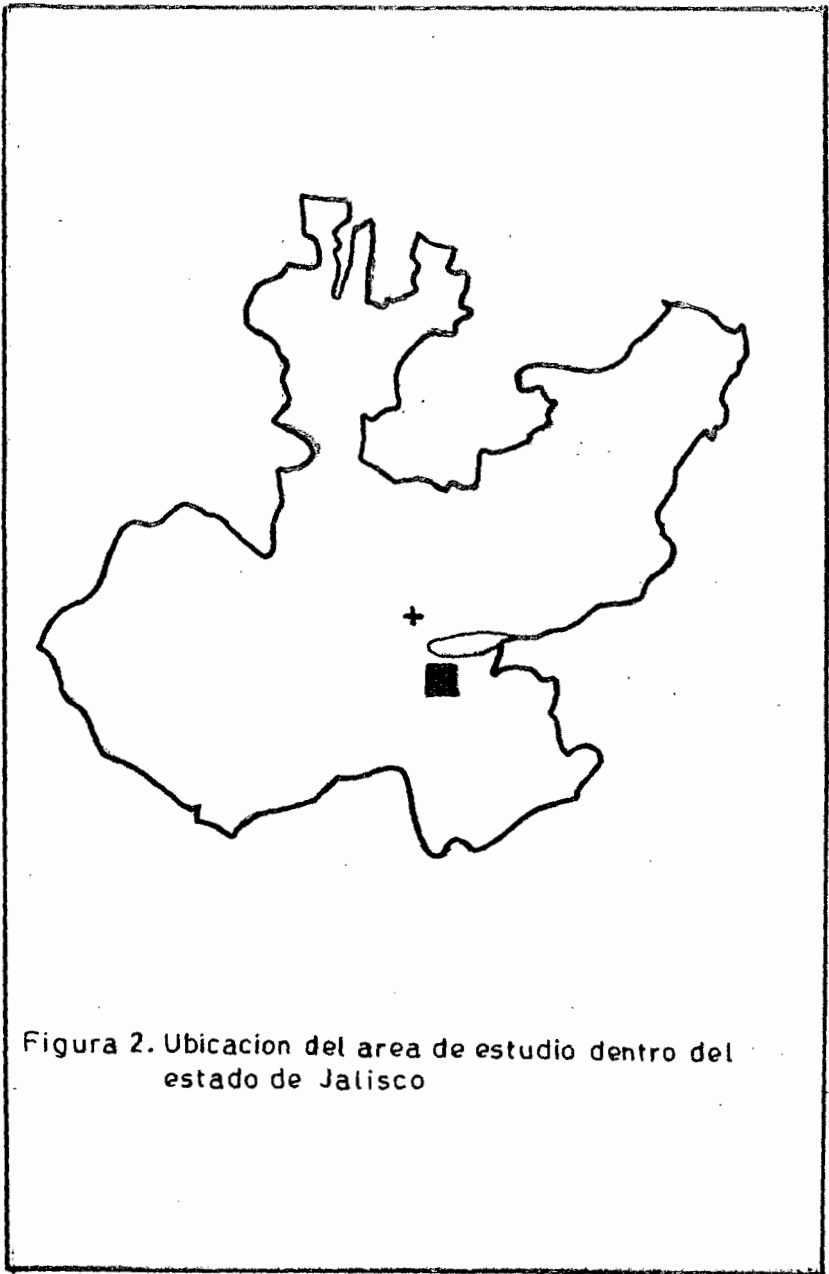 Figura 2. Ubicacion del area de estudio dentro del
estado de Jalisco